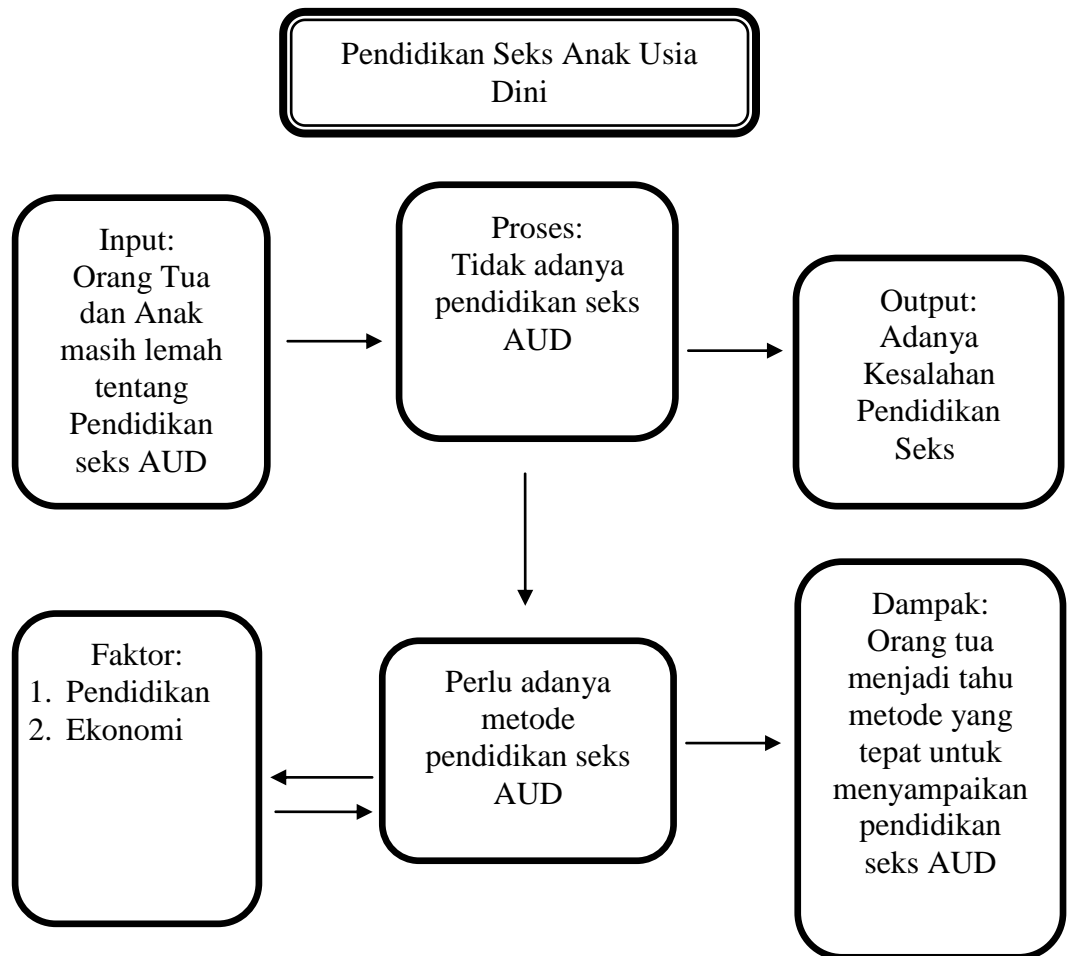 Pendidikan Seks Anak Usia
Dini
Input:
Orang Tua
dan Anak
masih lemah
tentang
Pendidikan
seks AUD
Proses:
Tidak adanya
pendidikan seks
AUD
Output:
Adanya
Kesalahan
Pendidikan
Seks
Faktor:
1. Pendidikan
2. Ekonomi
Perlu adanya
metode
pendidikan seks
AUD
Dampak:
Orang tua
menjadi tahu
metode yang
tepat untuk
menyampaikan
pendidikan
seks AUD